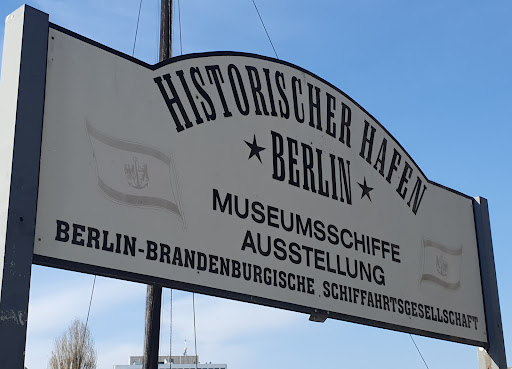 HISTORISCHER HAFEN
★ BERLIN ★
MUSEUMSSCHIFFE
AUSSTELLUNG
BERLIN-BRANDENBURGISCHE SCHIFFAHRTSGESELLSCHAFT